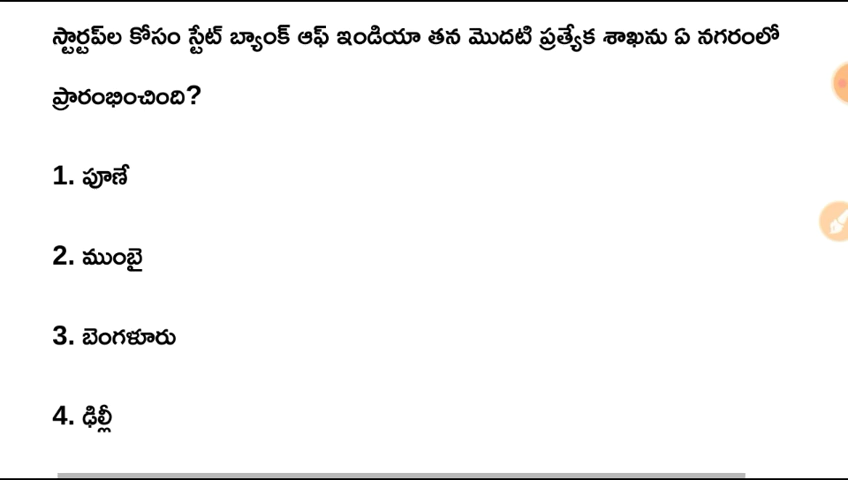 స్టార్టప్‌ల కోసం స్టేట్ బ్యాంక్ ఆఫ్ ఇండియా తన మొదటి ప్రత్యేక శాఖను ఏ నగరంలో
ప్రారంభించింది?
1. పూణే
2. ముంబై
3. బెంగళూరు
4. ఢిల్లీ